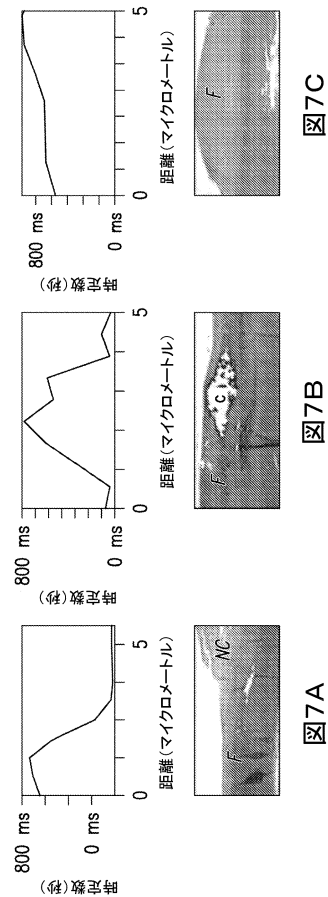 800 ms
0 ms
時定数(秒)
0
5
距離(マイクロメートル)
F
NC
図7A
800 ms
0 ms
時定数(秒)
0
5
距離(マイクロメートル)
F
C
図7B
800 ms
0 ms
時定数(秒)
0
5
距離(マイクロメートル)
F
図7C